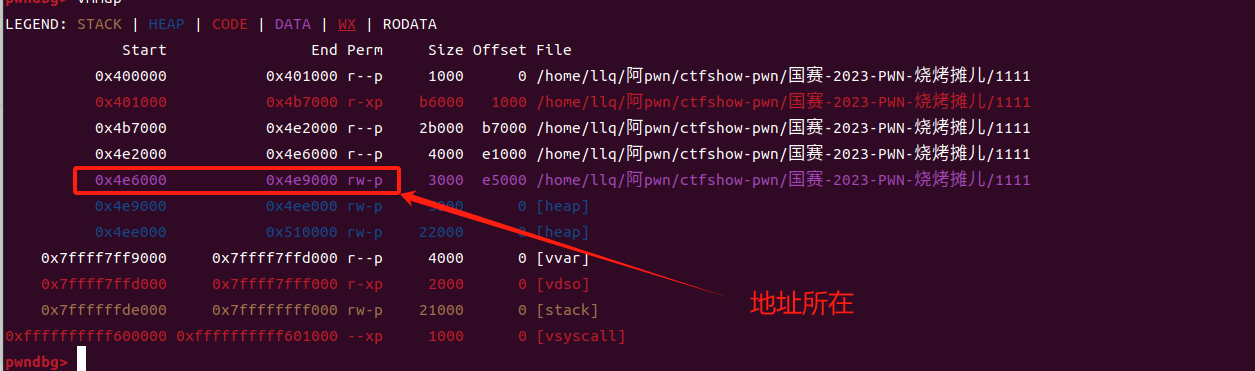 pwndbg> vmmap
LEGEND: STACK | HEAP | CODE | DATA | WX | RODATA
Start End Perm Size Offset File
0x400000 0x401000 r--p 1000 0 /home/llq/阿pwn/ctfshow-pwn/国赛-2023-PWN-烧烤摊儿/1111
0x401000 0x4b7000 r-xp b6000 1000 /home/llq/阿pwn/ctfshow-pwn/国赛-2023-PWN-烧烤摊儿/1111
0x4b7000 0x4e2000 r--p 2b000 b7000 /home/llq/阿pwn/ctfshow-pwn/国赛-2023-PWN-烧烤摊儿/1111
0x4e2000 0x4e6000 r--p 4000 e1000 /home/llq/阿pwn/ctfshow-pwn/国赛-2023-PWN-烧烤摊儿/1111
0x4e6000 0x4e9000 rw-p 3000 e5000 /home/llq/阿pwn/ctfshow-pwn/国赛-2023-PWN-烧烤摊儿/1111
0x4e9000 0x4ee000 rw-p 5000 0 [heap]
0x4ee000 0x510000 rw-p 22000 0 [heap]
0x7ffff7ff9000 0x7ffff7ffd000 r--p 4000 0 [vvar]
0x7ffff7ffd000 0x7ffff7fff000 r-xp 2000 0 [vdso]
0x7ffffffde000 0x7ffffffff000 rw-p 21000 0 [stack]
0xffffffffff600000 0xffffffffff601000 --xp 1000 0 [vsyscall]
地址所在
pwndbg>